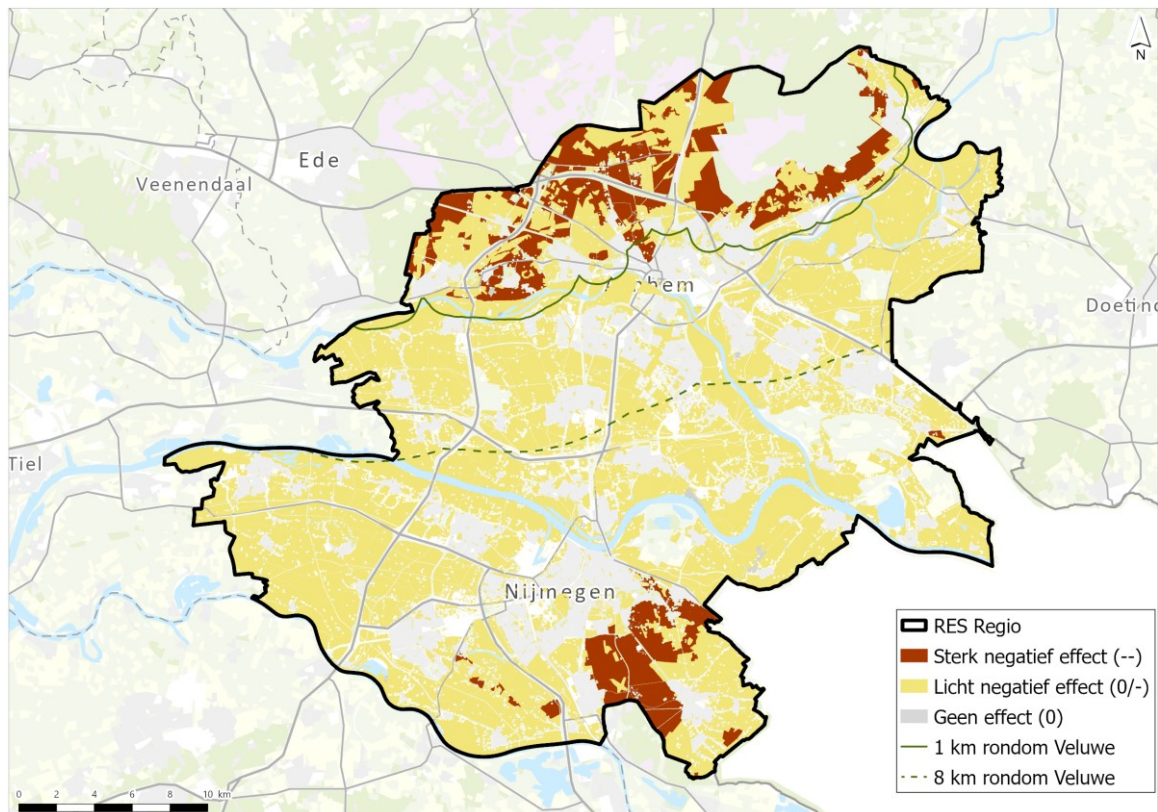 N
Ede
Veenendaal
Doetinc
Tiel
Nijmegen
RES Regio
Sterk negatief effect (--)
Licht negatief effect (0/-)
Geen effect (0)
1 km rondom Veluwe
8 km rondom Veluwe
0 2 4 6 8 10 km